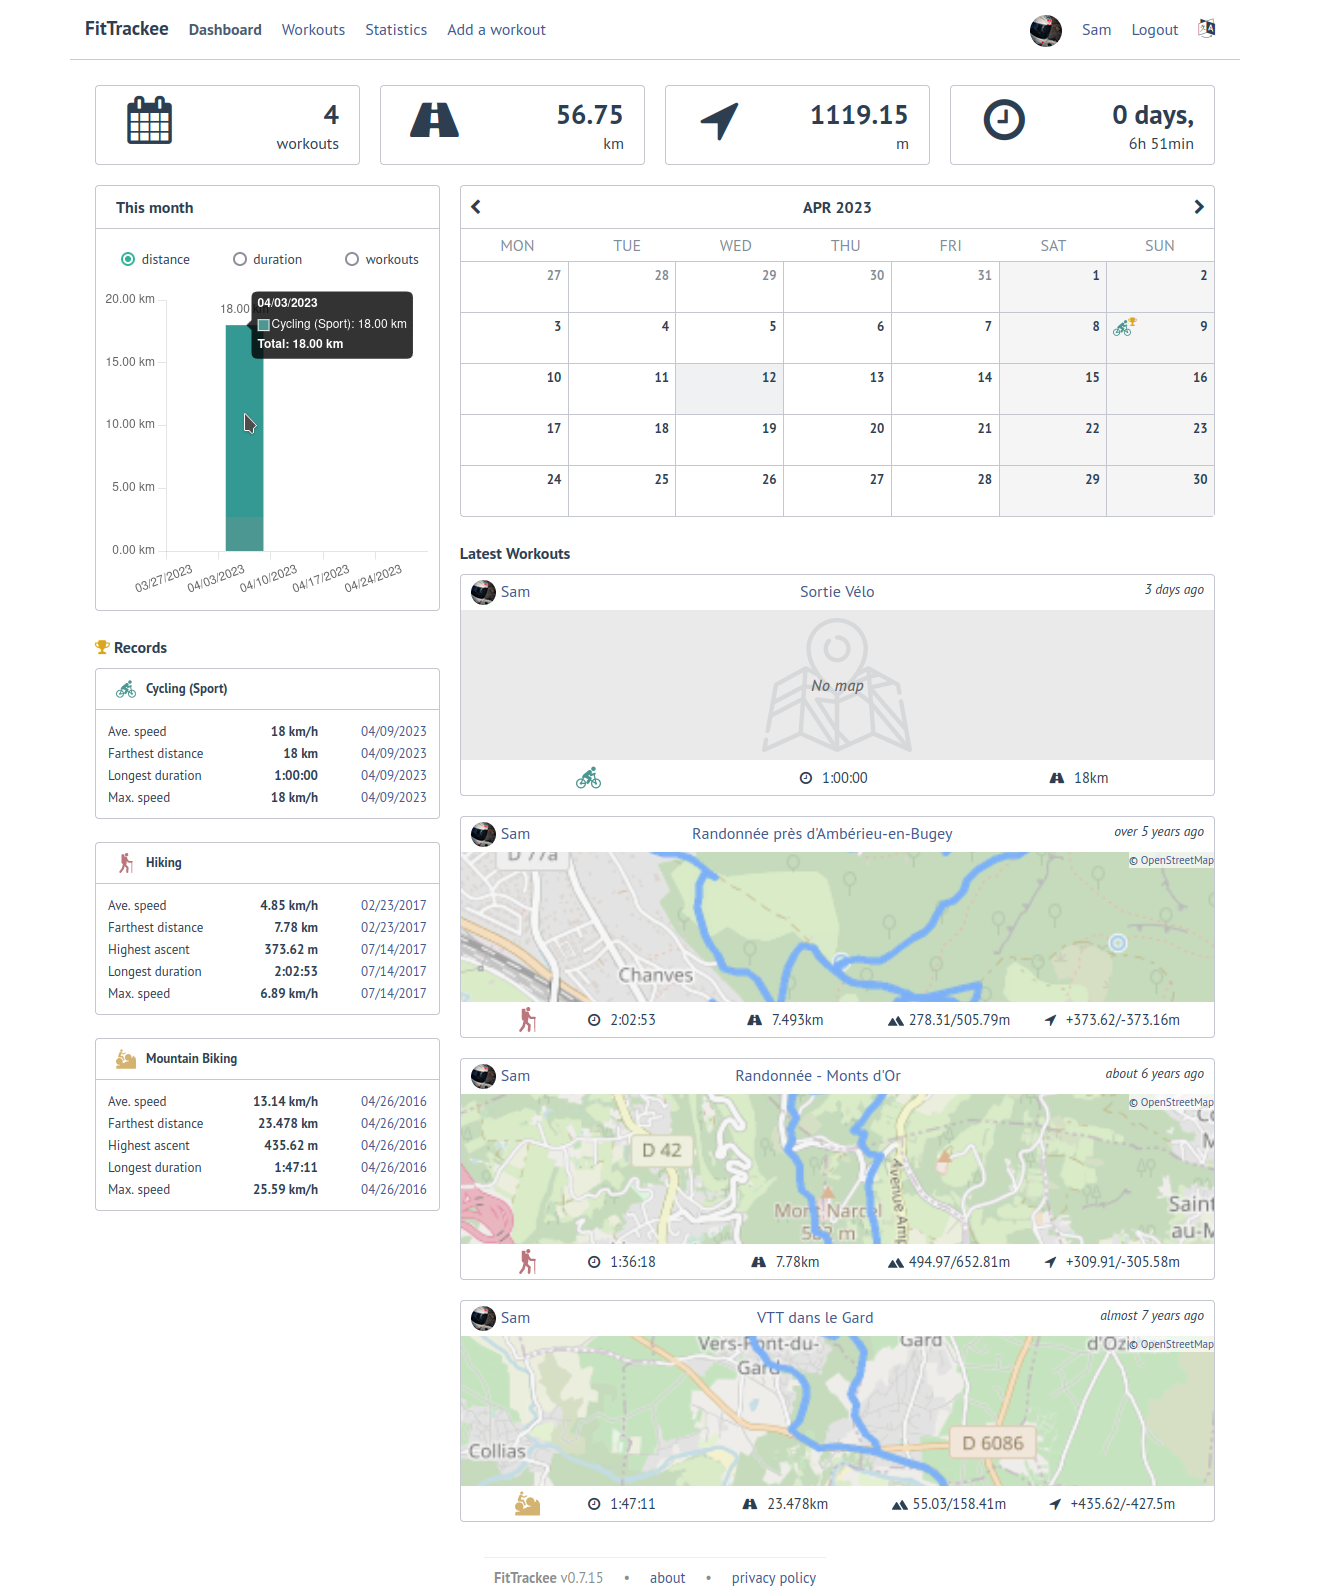 FitTrackee Dashboard Workouts Statistics Add a workout Sam Logout
4
workouts
56.75
km
1119.15
m
0 days,
6h 51min
This month
distance duration workouts
20.00 km
15.00 km
10.00 km
5.00 km
0.00 km
18.00
04/03/2023
Cycling (Sport): 18.00 km
Total: 18.00 km
03/27/2023 04/03/2023 04/10/2023 04/17/2023 04/24/2023
APR 2023
MON TUE WED THU FRI SAT SUN
27 28 29 30 31 1 2
3 4 5 6 7 8 9
10 11 12 13 14 15 16
17 18 19 20 21 22 23
24 25 26 27 28 29 30
Records
Cycling (Sport)
Ave. speed 18 km/h 04/09/2023
Farthest distance 18 km 04/09/2023
Longest duration 1:00:00 04/09/2023
Max. speed 18 km/h 04/09/2023
Hiking
Ave. speed 4.85 km/h 02/23/2017
Farthest distance 7.78 km 02/23/2017
Highest ascent 373.62 m 07/14/2017
Longest duration 2:02:53 07/14/2017
Max. speed 6.89 km/h 07/14/2017
Mountain Biking
Ave. speed 13.14 km/h 04/26/2016
Farthest distance 23.478 km 04/26/2016
Highest ascent 435.62 m 04/26/2016
Longest duration 1:47:11 04/26/2016
Max. speed 25.59 km/h 04/26/2016
Latest Workouts
Sam Sortie Vélo 3 days ago
No map
1:00:00 18km
Sam Randonnée près d'Ambérieu-en-Bugey over 5 years ago
© OpenStreetMap
D 77a
Chanves
2:02:53 7.493km 278.31/505.79m +373.62/-373.16m
Sam Randonnée - Monts d'Or about 6 years ago
© OpenStreetMap
D 42
Mont Narcel
m
Saint
au-M
1:36:18 7.78km 494.97/652.81m +309.91/-305.58m
Sam VTT dans le Gard almost 7 years ago
© OpenStreetMap
Vers-Pont-du-
Gard
Gard
d'Ozi
D 6086
Collias
1:47:11 23.478km 55.03/158.41m +435.62/-427.5m
FitTrackee v0.7.15 • about • privacy policy